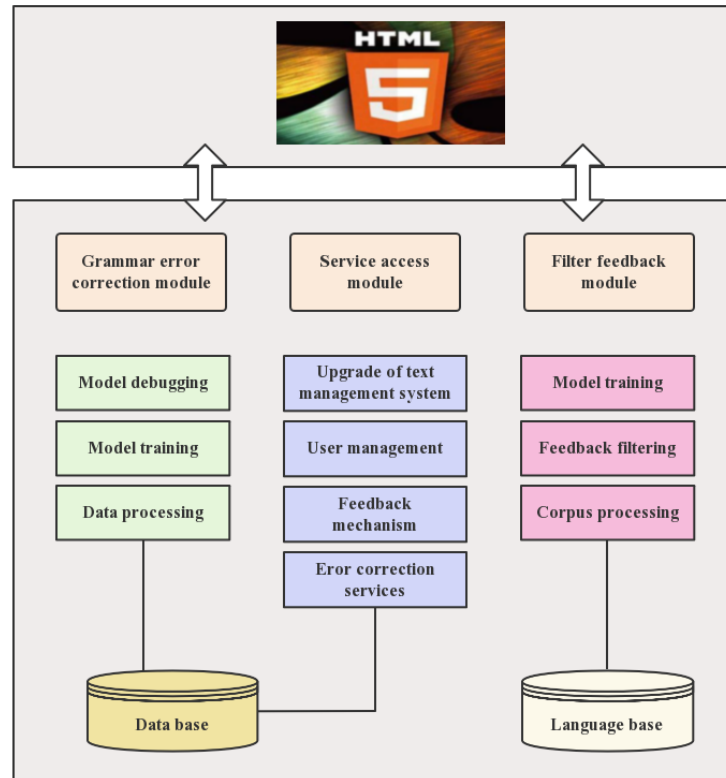 HTML
5
Grammar error
correction module
Service access
module
Filter feedback
module
Model debugging
Model training
Data processing
Upgrade of text
management system
User management
Feedback
mechanism
Eror correction
services
Model training
Feedback filtering
Corpus processing
Data base
Language base